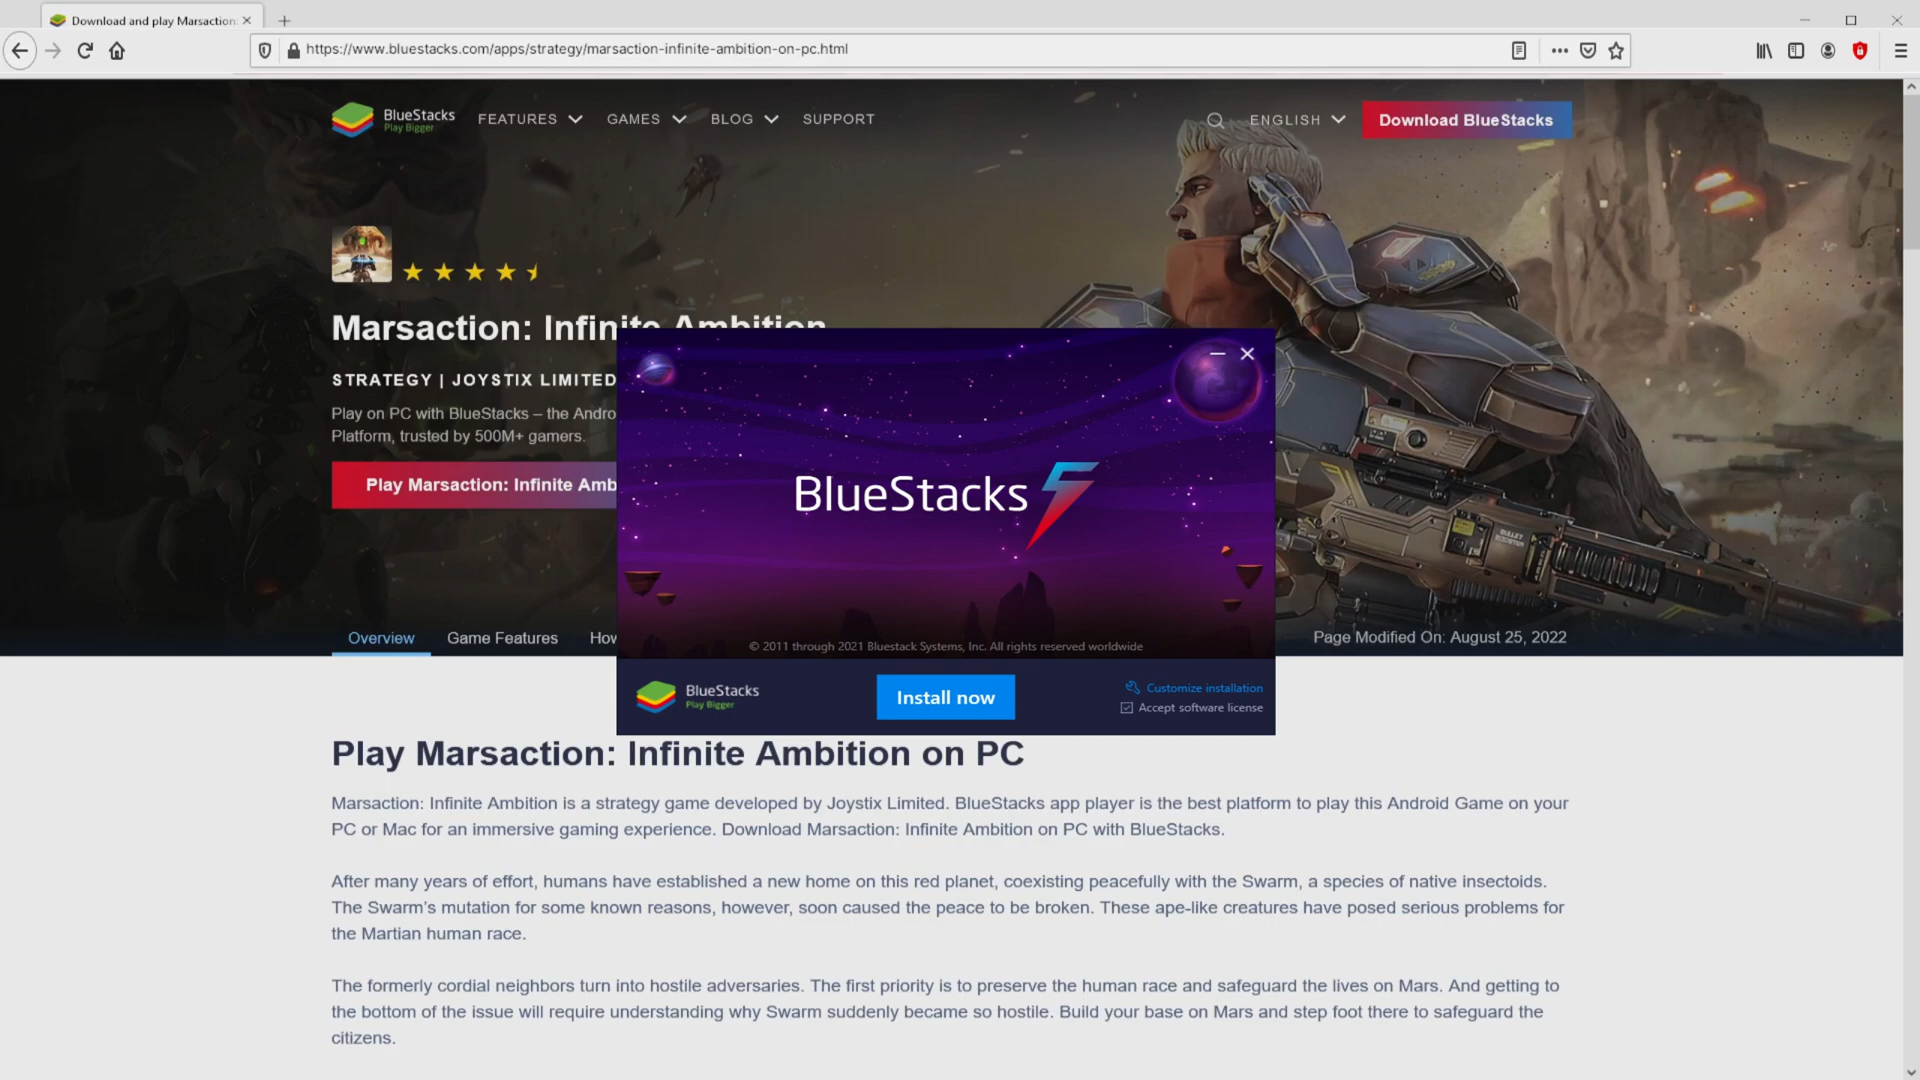 Download and play Marsaction:
https://www.bluestacks.com/apps/strategy/marsaction-infinite-ambition-on-pc.html
BlueStacks
Play Bigger
FEATURES
GAMES
BLOG
SUPPORT
ENGLISH
Download BlueStacks
Marsaction: Infinite Ambition
STRATEGY | JOYSTIX LIMITED
Play on PC with BlueStacks – the Andro
Platform, trusted by 500M+ gamers.
Play Marsaction: Infinite Amb
BlueStacks 5
© 2011 through 2021 Bluestack Systems, Inc. All rights reserved worldwide
BlueStacks
Play Bigger
Install now
Customize installation
Accept software license
BULLET
BOOSTER
Overview
Game Features
How
Page Modified On: August 25, 2022
Play Marsaction: Infinite Ambition on PC
Marsaction: Infinite Ambition is a strategy game developed by Joystix Limited. BlueStacks app player is the best platform to play this Android Game on your
PC or Mac for an immersive gaming experience. Download Marsaction: Infinite Ambition on PC with BlueStacks.
After many years of effort, humans have established a new home on this red planet, coexisting peacefully with the Swarm, a species of native insectoids.
The Swarm's mutation for some known reasons, however, soon caused the peace to be broken. These ape-like creatures have posed serious problems for
the Martian human race.
The formerly cordial neighbors turn into hostile adversaries. The first priority is to preserve the human race and safeguard the lives on Mars. And getting to
the bottom of the issue will require understanding why Swarm suddenly became so hostile. Build your base on Mars and step foot there to safeguard the
citizens.